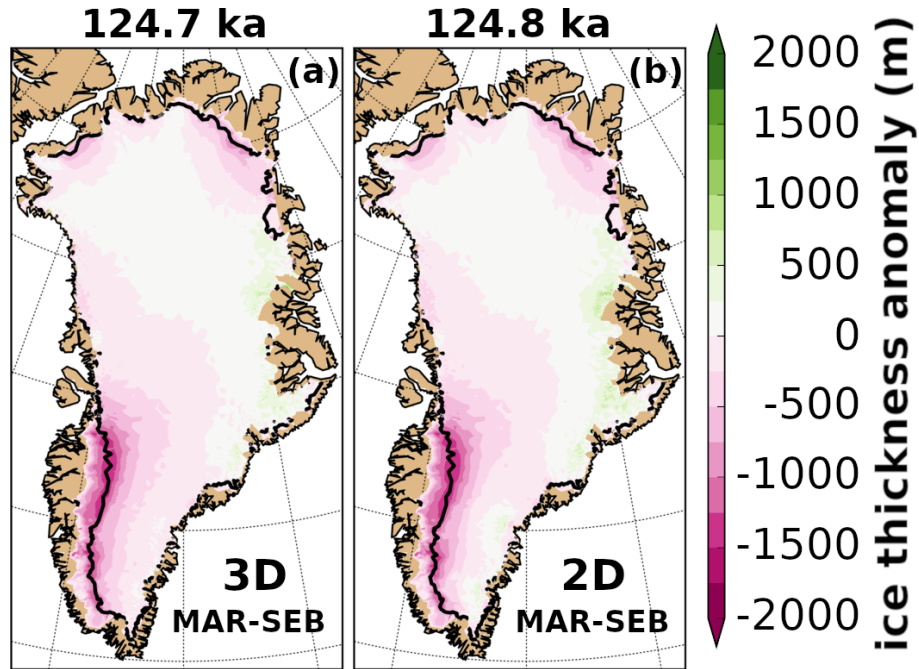 124.7 ka
124.8 ka
(a)
(b)
3D
MAR-SEB
2D
MAR-SEB
2000
1500
1000
500
0
-500
-1000
-1500
-2000
ice thickness anomaly (m)